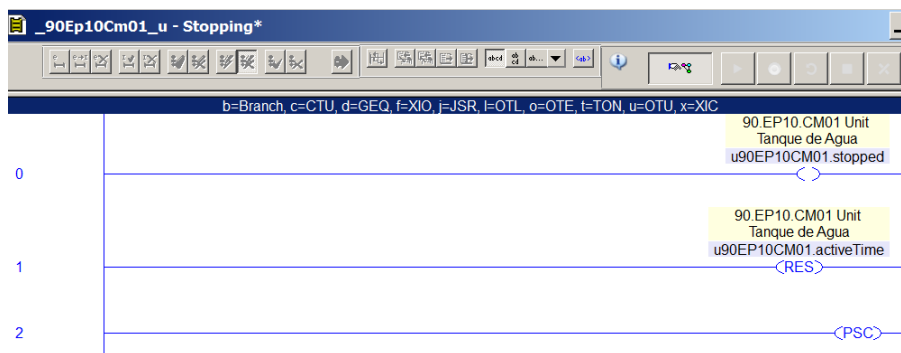 _90Ep10Cm01_u - Stopping*
abcd ab cd ab... <ab>
b=Branch, c=CTU, d=GEQ, f=XIO, j=JSR, l=OTL, o=OTE, t=TON, u=OTU, x=XIC
90.EP10.CM01 Unit
Tanque de Agua
u90EP10CM01.stopped
0
90.EP10.CM01 Unit
Tanque de Agua
u90EP10CM01.activeTime
1
RES
2
PSC